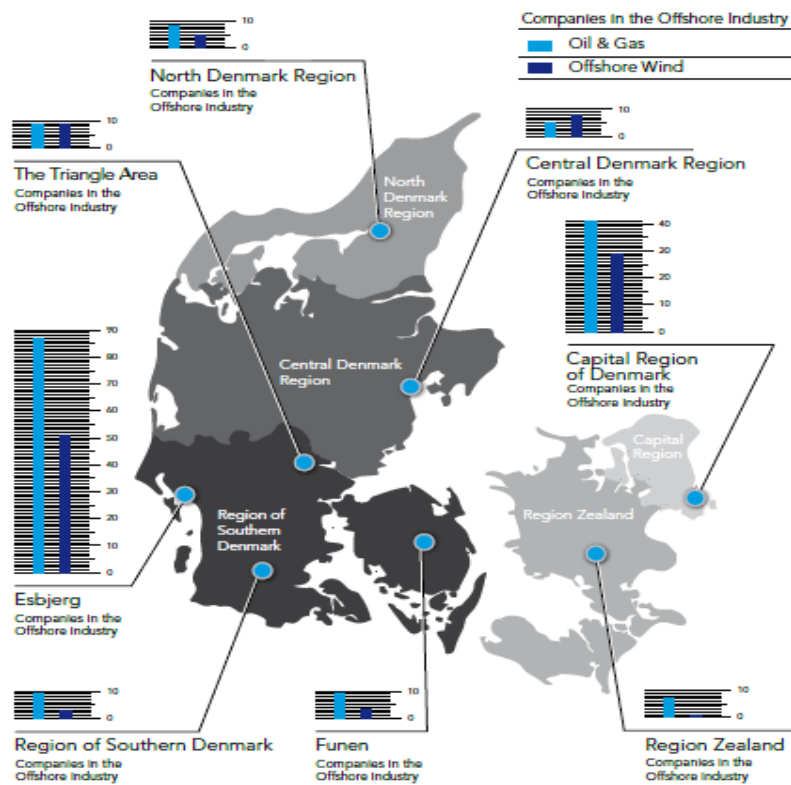 Companies in the Offshore Industry
Oil & Gas
Offshore Wind
10
0
North Denmark Region
Companies in the
Offshore Industry
10
0
The Triangle Area
Companies in the
Offshore Industry
10
0
Central Denmark Region
Companies in the
Offshore Industry
40
30
20
10
0
Capital Region
of Denmark
Companies in the
Offshore Industry
North
Denmark
Region
Central Denmark
Region
Capital
Region
Region of
Southern
Denmark
Region Zealand
90
80
70
60
50
40
30
20
10
0
Esbjerg
Companies in the
Offshore Industry
10
0
Region of Southern Denmark
Companies in the
Offshore Industry
10
0
Funen
Companies in the
Offshore Industry
10
0
Region Zealand
Companies in the
Offshore Industry